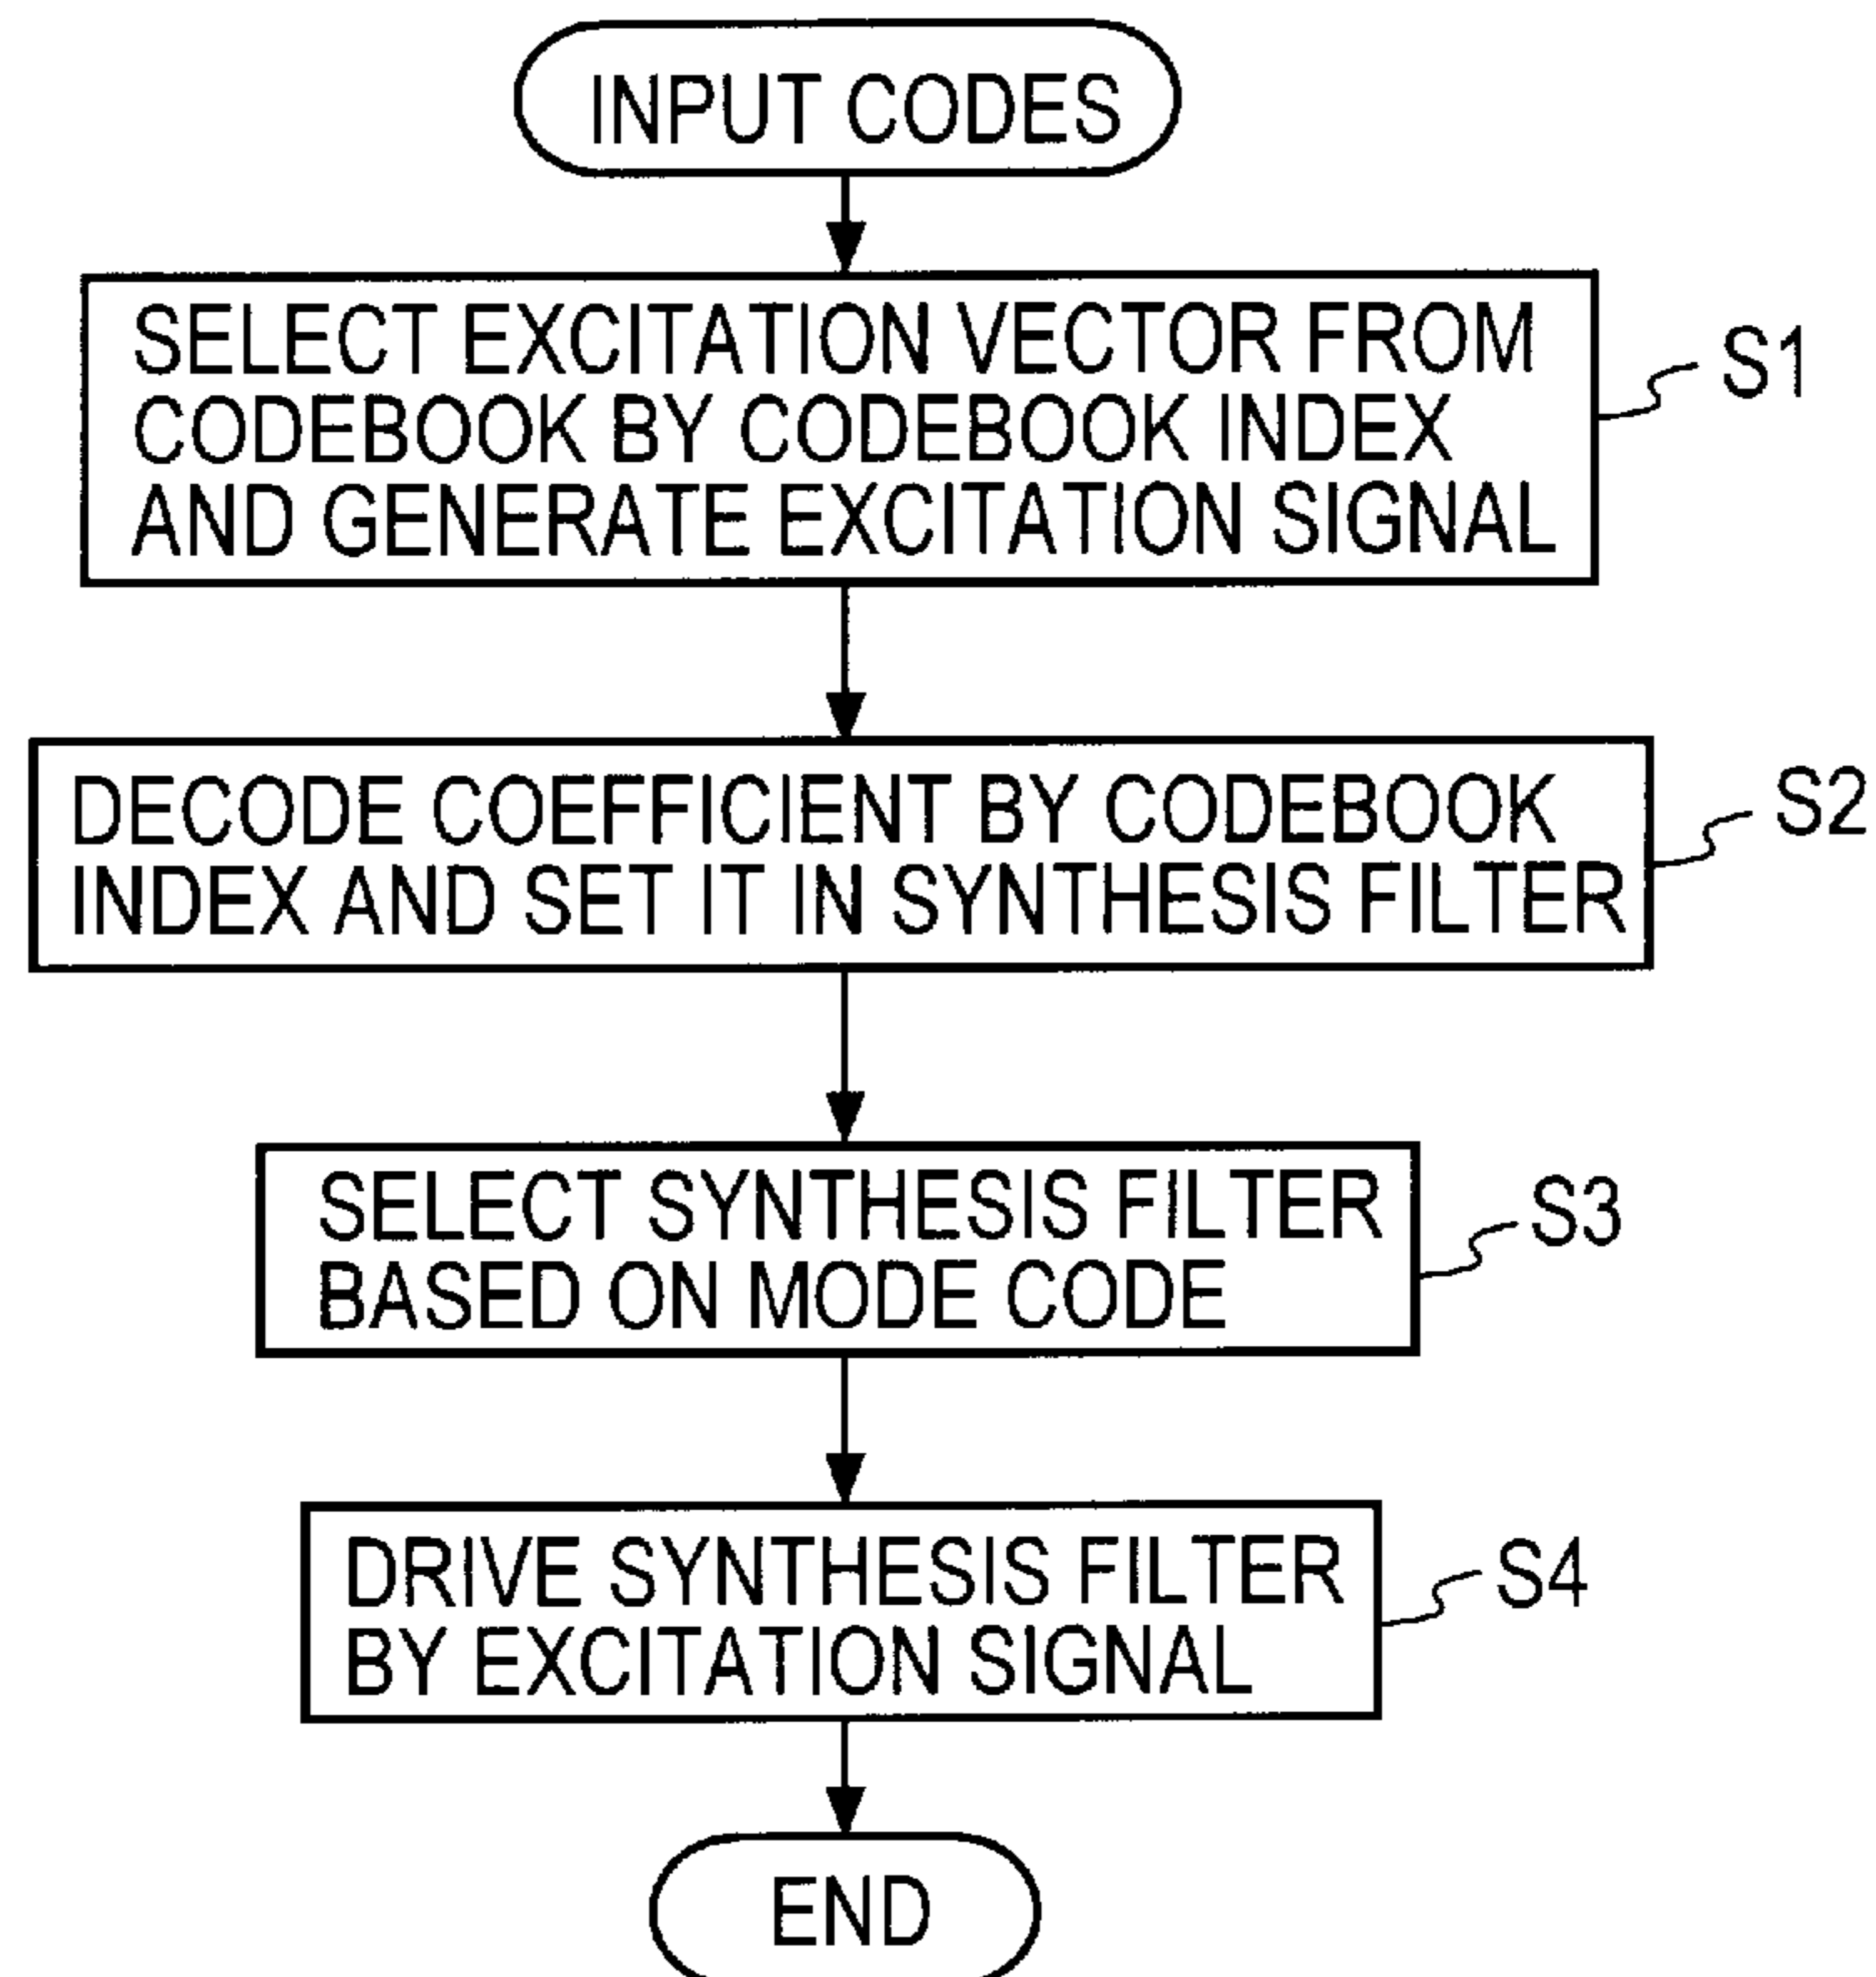 INPUT CODES
SELECT EXCITATION VECTOR FROM
CODEBOOK BY CODEBOOK INDEX
AND GENERATE EXCITATION SIGNAL
S1
DECODE COEFFICIENT BY CODEBOOK
INDEX AND SET IT IN SYNTHESIS FILTER
S2
SELECT SYNTHESIS FILTER
BASED ON MODE CODE
S3
DRIVE SYNTHESIS FILTER
BY EXCITATION SIGNAL
S4
END